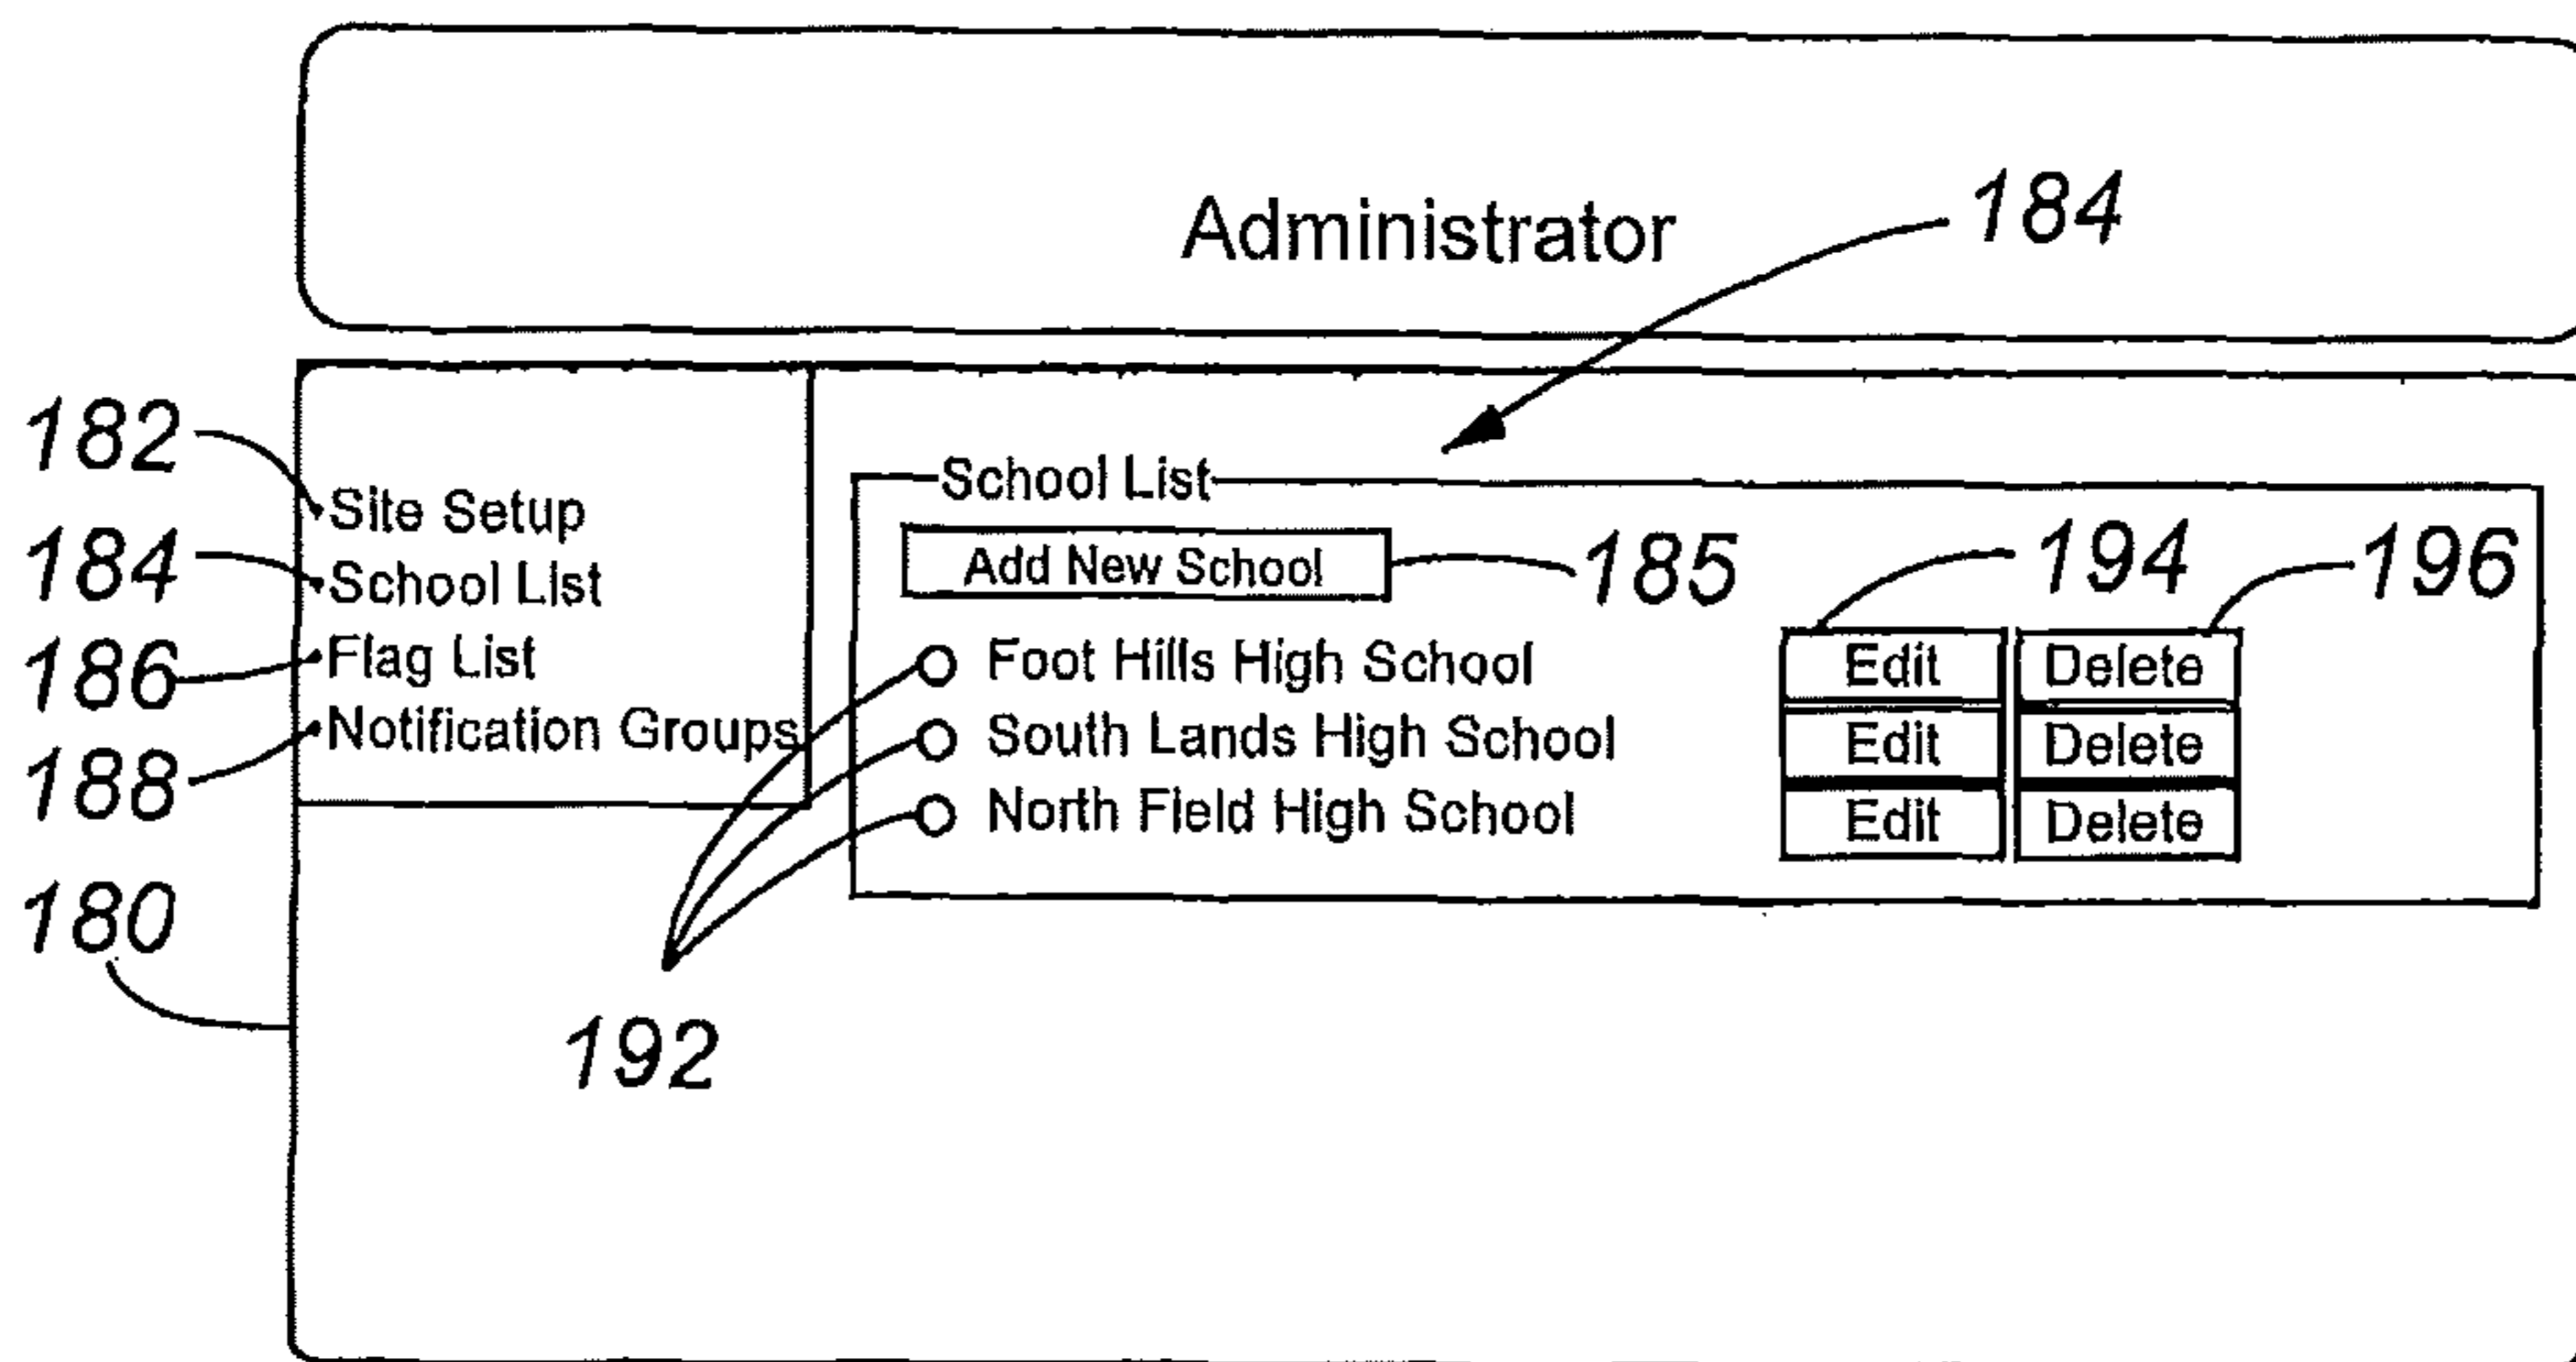 Administrator
184
182
184
186
188
180
Site Setup
School List
Flag List
Notification Groups
School List
Add New School
185
194
196
Foot Hills High School
Edit
Delete
South Lands High School
Edit
Delete
North Field High School
Edit
Delete
192